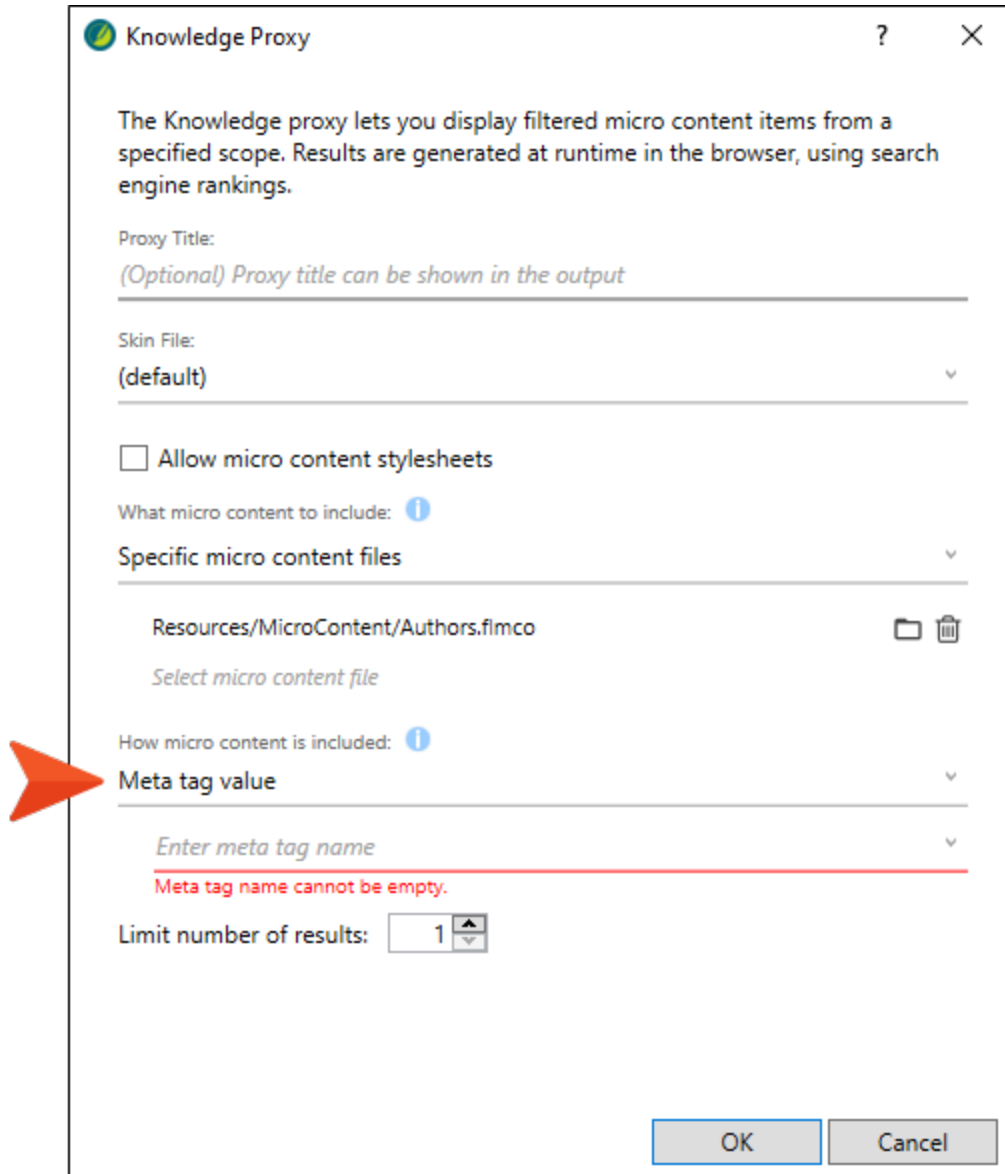 Knowledge Proxy ?
The Knowledge proxy lets you display filtered micro content items from a
specified scope. Results are generated at runtime in the browser, using search
engine rankings.
Proxy Title:
(Optional) Proxy title can be shown in the output
Skin File:
(default)
Allow micro content stylesheets
What micro content to include:
Specific micro content files
Resources/MicroContent/Authors.flmco
Select micro content file
How micro content is included:
Meta tag value
Enter meta tag name
Meta tag name cannot be empty.
Limit number of results: 1
OK Cancel